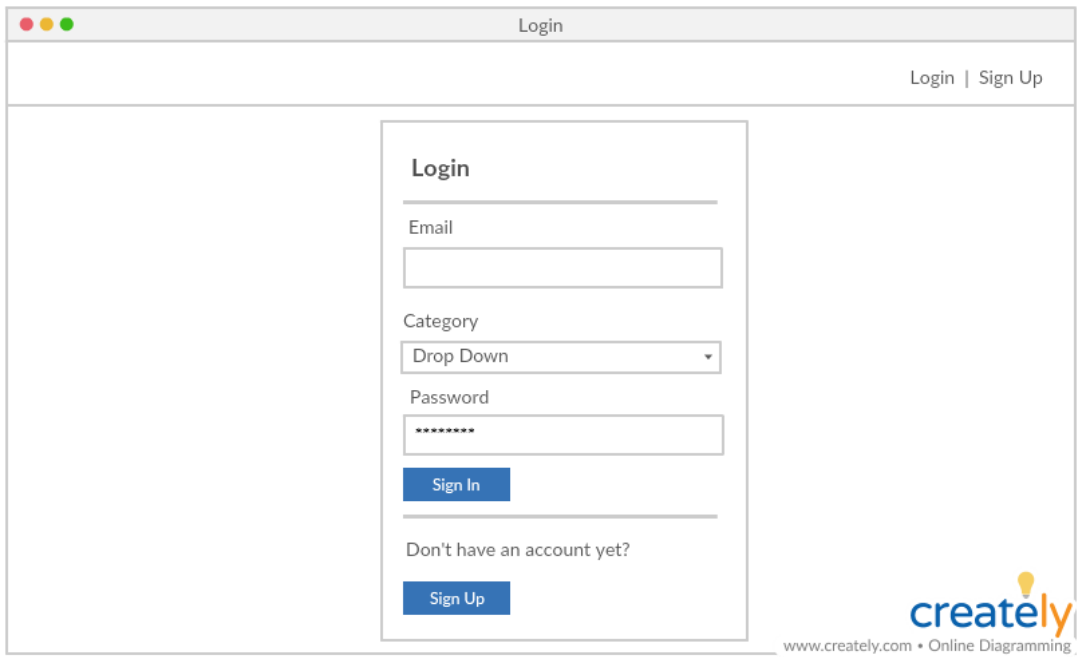 Login
Login | Sign Up
Login
Email
Category
Drop Down
Password
********
Sign In
Don't have an account yet?
Sign Up
creately
www.creately.com • Online Diagramming